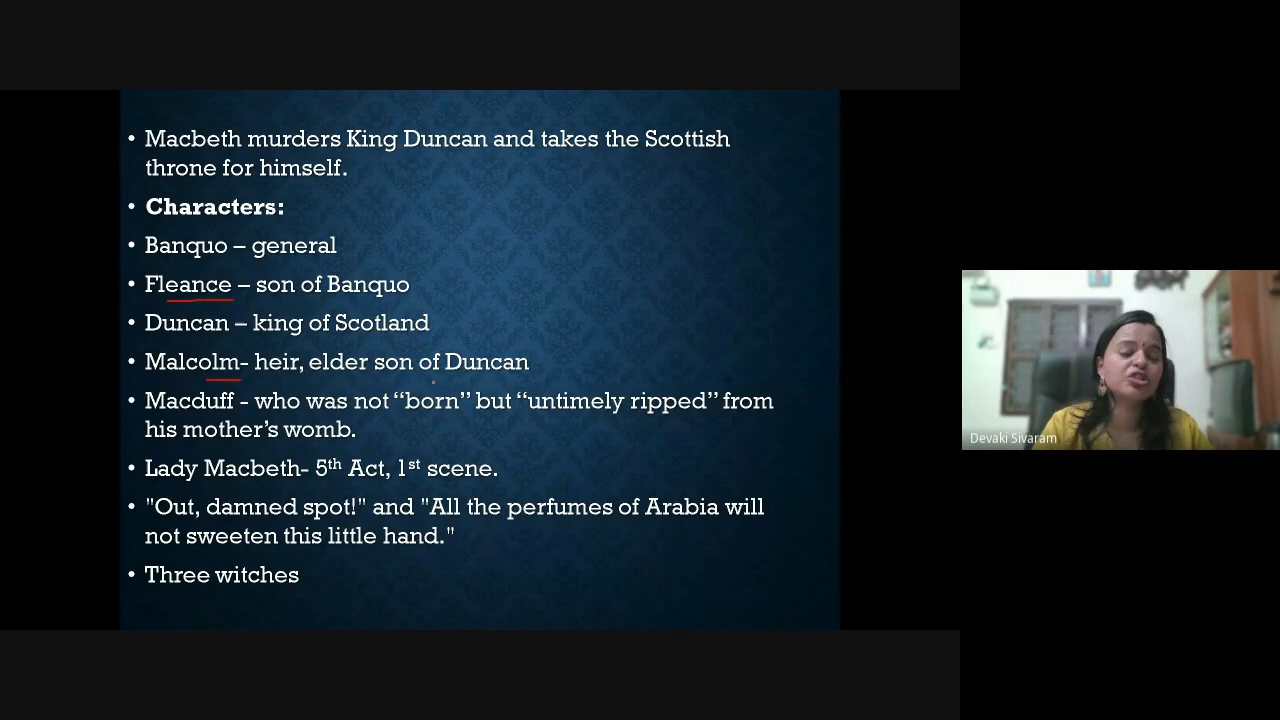 • Macbeth murders King Duncan and takes the Scottish
throne for himself.
• Characters:
• Banquo – general
• Fleance – son of Banquo
• Duncan – king of Scotland
• Malcolm- heir, elder son of Duncan
• Macduff - who was not “born” but “untimely ripped” from
his mother’s womb.
• Lady Macbeth- 5th Act, 1st scene.
• "Out, damned spot!" and "All the perfumes of Arabia will
not sweeten this little hand."
• Three witches
Devaki Sivaram